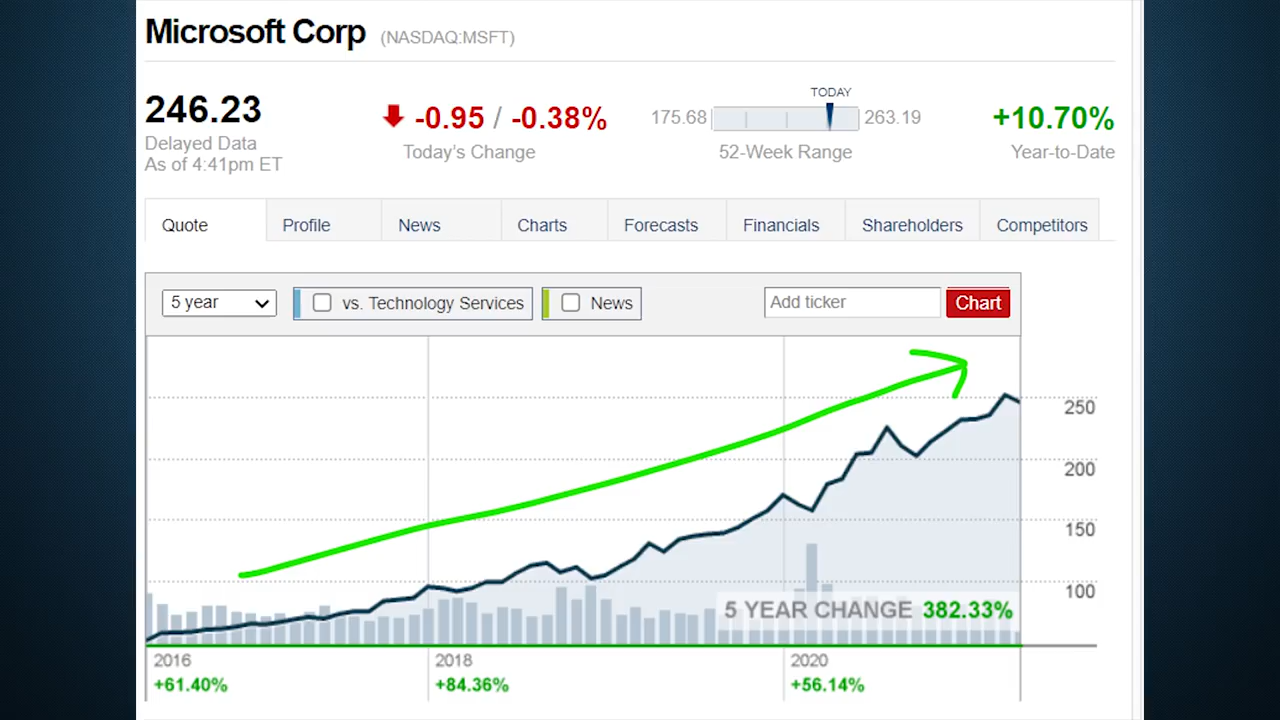 Microsoft Corp (NASDAQ:MSFT)
TODAY
246.23 -0.95 / -0.38% 175.68 263.19 +10.70%
Delayed Data Today's Change 52-Week Range Year-to-Date
As of 4:41pm ET
Quote Profile News Charts Forecasts Financials Shareholders Competitors
5 year vs. Technology Services News Add ticker Chart
250
200
150
100
5 YEAR CHANGE 382.33%
2016 2018 2020
+61.40% +84.36% +56.14%